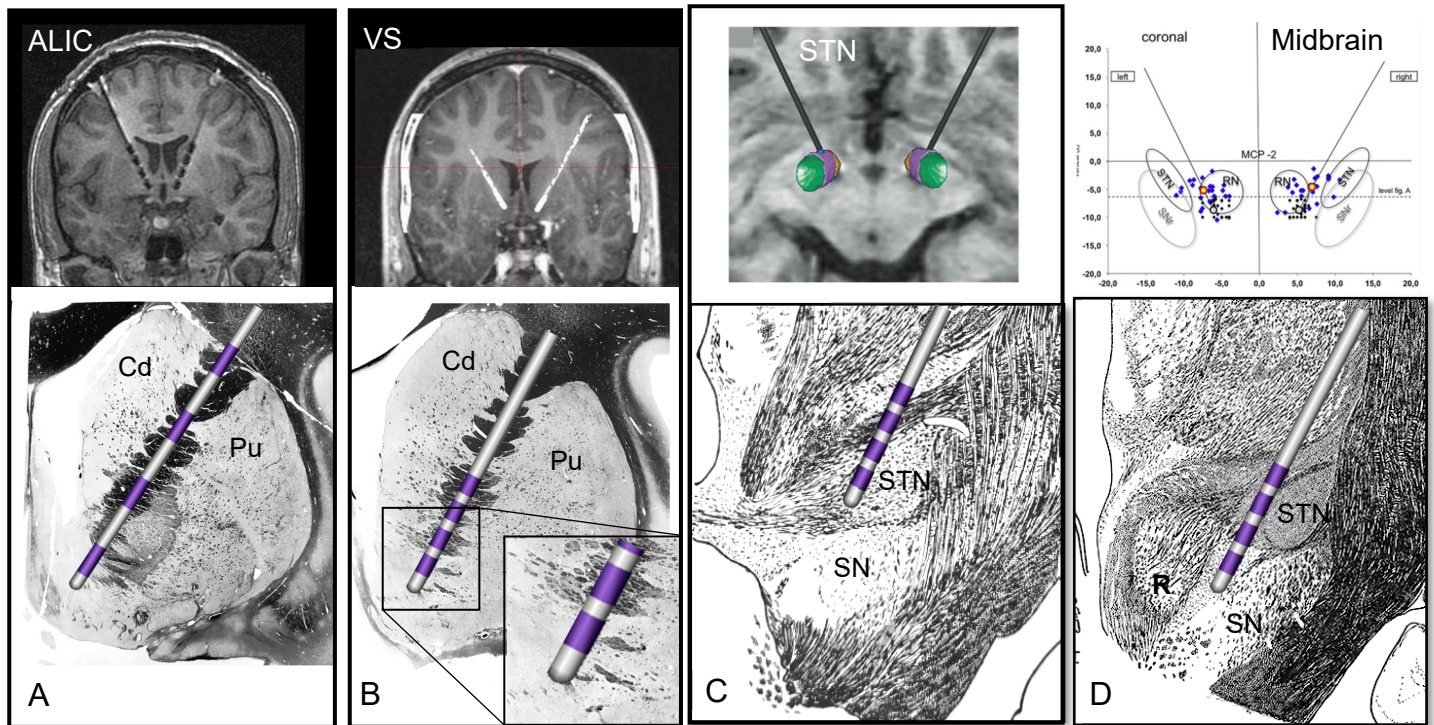 ALIC
Cd
Pu
A
VS
Cd
Pu
B
STN
STN
SN
C
coronal
Midbrain
20,0
15,0
10,0
5,0
0,0
-5,0
-10,0
-15,0
-20,0
left
right
MCP -2
STN
RN
RN
STN
level fig. A
SNr
SNr
-20,0 -15,0 -10,0 -5,0 0,0 5,0 10,0 15,0 20,0
STN
R
SN
D